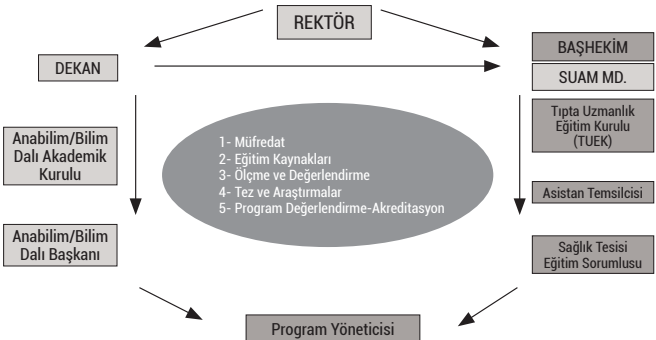 REKTÖR
DEKAN
BAŞHEKİM
SUAM MD.
Anabilim/Bilim
Dalı Akademik
Kurulu
1- Müfredat
2- Eğitim Kaynakları
3- Ölçme ve Değerlendirme
4- Tez ve Araştırmalar
5- Program Değerlendirme-Akreditasyon
Tıpta Uzmanlık
Eğitim Kurulu
(TUEK)
Asistan Temsilcisi
Anabilim/Bilim
Dalı Başkanı
Sağlık Tesisi
Eğitim Sorumlusu
Program Yöneticisi